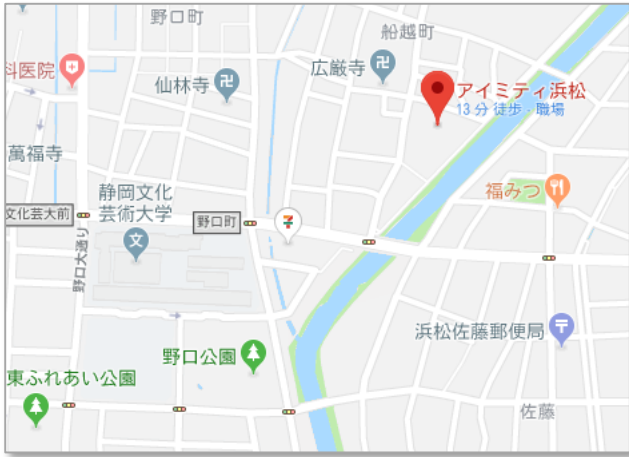 野口町
船越町
科医院
仙林寺
広厳寺
アイミティ浜松
13 分 徒歩 - 職場
萬福寺
静岡文化
芸術大学
福みつ
文化芸大前
野口町
野口大通り
浜松佐藤郵便局
野口公園
東ふれあい公園
佐藤